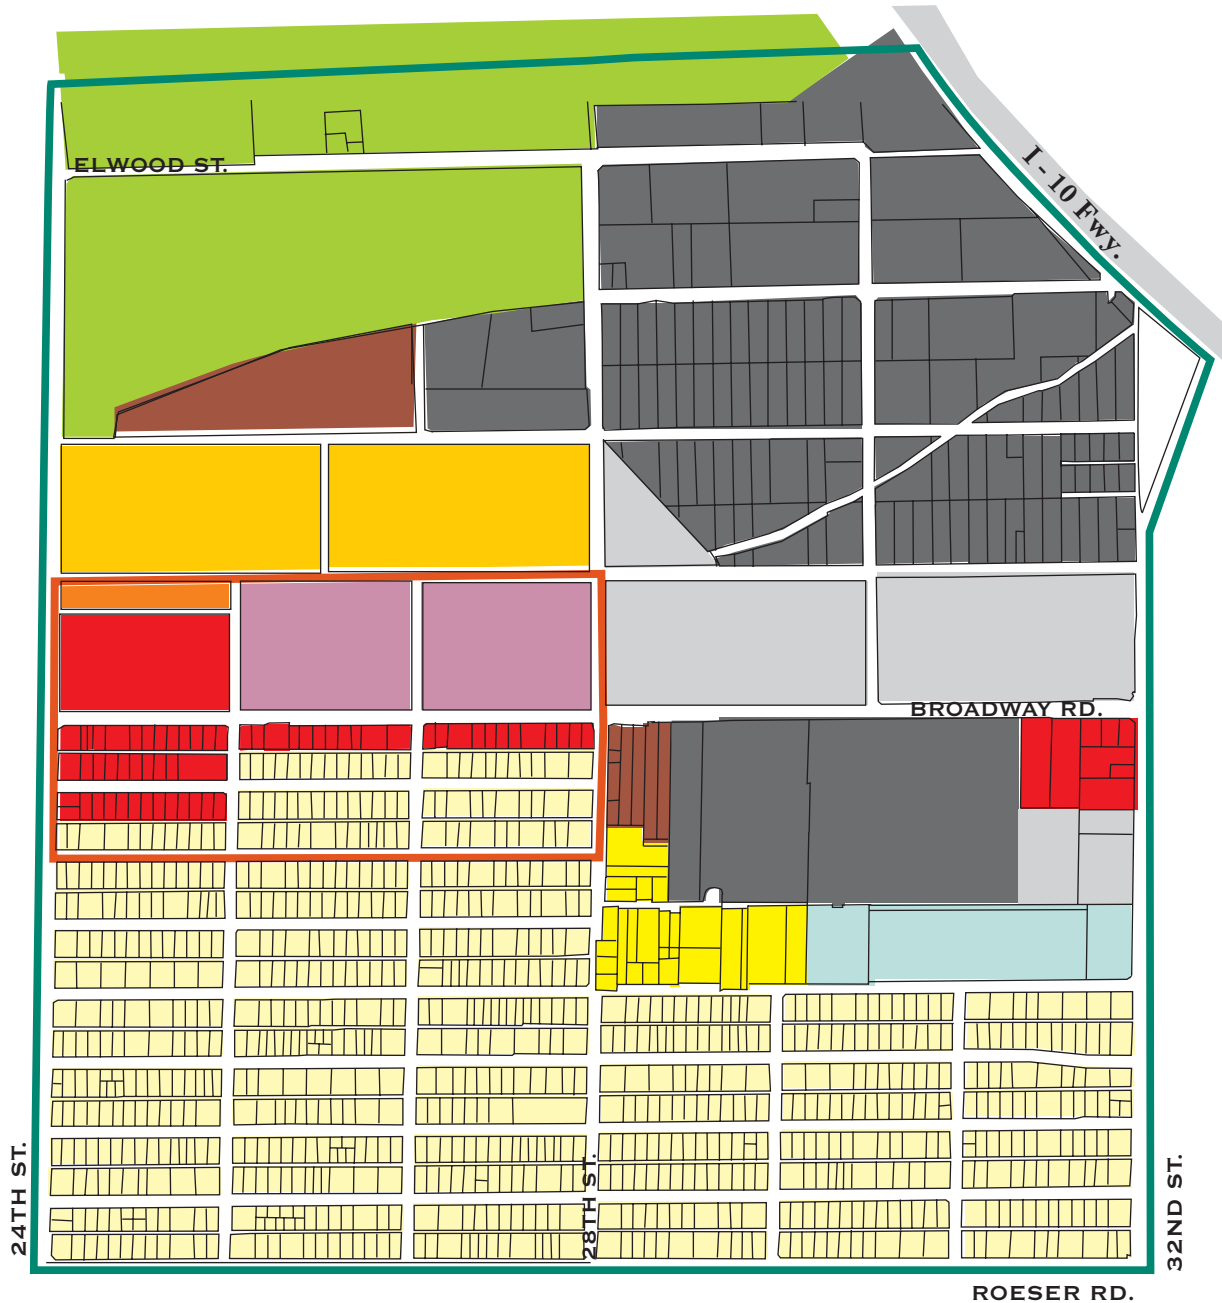 ELWOOD ST.
I - 10 Fwy.
BROADWAY RD.
24TH ST.
28TH ST.
32ND ST.
ROESER RD.